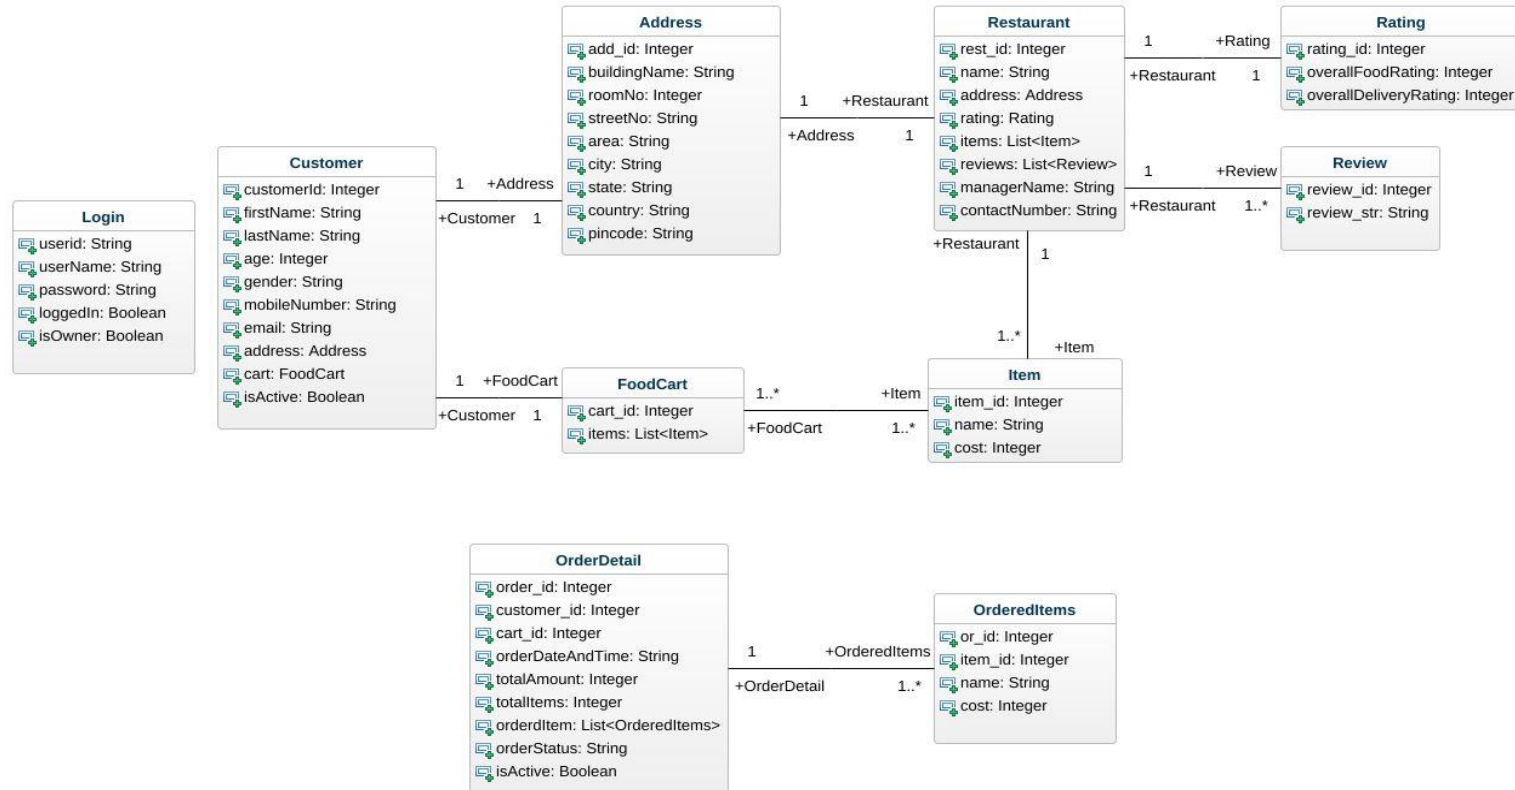 Address
add_id: Integer
buildingName: String
roomNo: Integer
streetNo: String
area: String
city: String
state: String
country: String
pincode: String
Restaurant
rest_id: Integer
name: String
address: Address
rating: Rating
items: List<Item>
reviews: List<Review>
managerName: String
contactNumber: String
Rating
rating_id: Integer
overallFoodRating: Integer
overallDeliveryRating: Integer
1 +Rating
+Restaurant 1
1 +Restaurant
+Address 1
Customer
customerId: Integer
firstName: String
lastName: String
age: Integer
gender: String
mobileNumber: String
email: String
address: Address
cart: FoodCart
isActive: Boolean
1 +Address
+Customer 1
Review
review_id: Integer
review_str: String
1 +Review
+Restaurant 1..*
Login
userid: String
userName: String
password: String
loggedIn: Boolean
isOwner: Boolean
+Restaurant 1
1..* +Item
1 +FoodCart
+Customer 1
FoodCart
cart_id: Integer
items: List<Item>
1..* +Item
+FoodCart 1..*
Item
item_id: Integer
name: String
cost: Integer
OrderDetail
order_id: Integer
customer_id: Integer
cart_id: Integer
orderDateAndTime: String
totalAmount: Integer
totalItems: Integer
orderdItem: List<OrderedItems>
orderStatus: String
isActive: Boolean
1 +OrderedItems
+OrderDetail 1..*
OrderedItems
or_id: Integer
item_id: Integer
name: String
cost: Integer